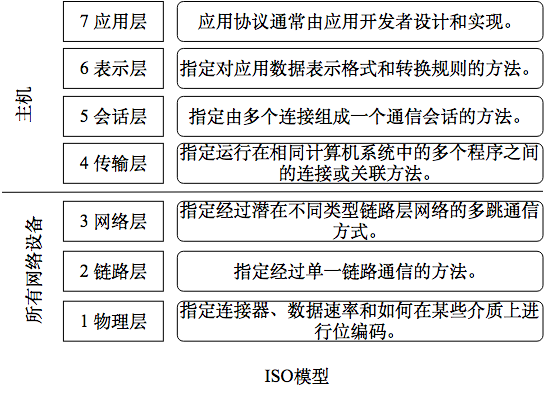 7 应用层
应用协议通常由应用开发者设计和实现。
6 表示层
指定对应用数据表示格式和转换规则的方法。
主机
5 会话层
指定由多个连接组成一个通信会话的方法。
4 传输层
指定运行在相同计算机系统中的多个程序之间
的连接或关联方法。
所有网络设备
3 网络层
指定经过潜在不同类型链路层网络的多跳通信
方式。
2 链路层
指定经过单一链路通信的方法。
1 物理层
指定连接器、数据速率和如何在某些介质上进
行位编码。
ISO模型